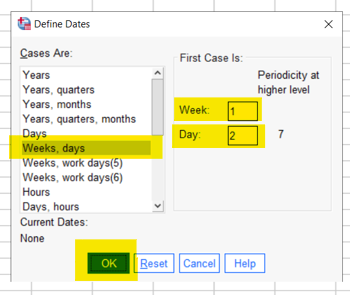 Define Dates
Cases Are:
Years
Years, quarters
Years, months
Years, quarters, months
Days
Weeks, days
Weeks, work days(5)
Weeks, work days(6)
Hours
Days, hours
Current Dates:
None
First Case Is:
Periodicity at
higher level
Week: 1
Day: 2 7
OK Reset Cancel Help